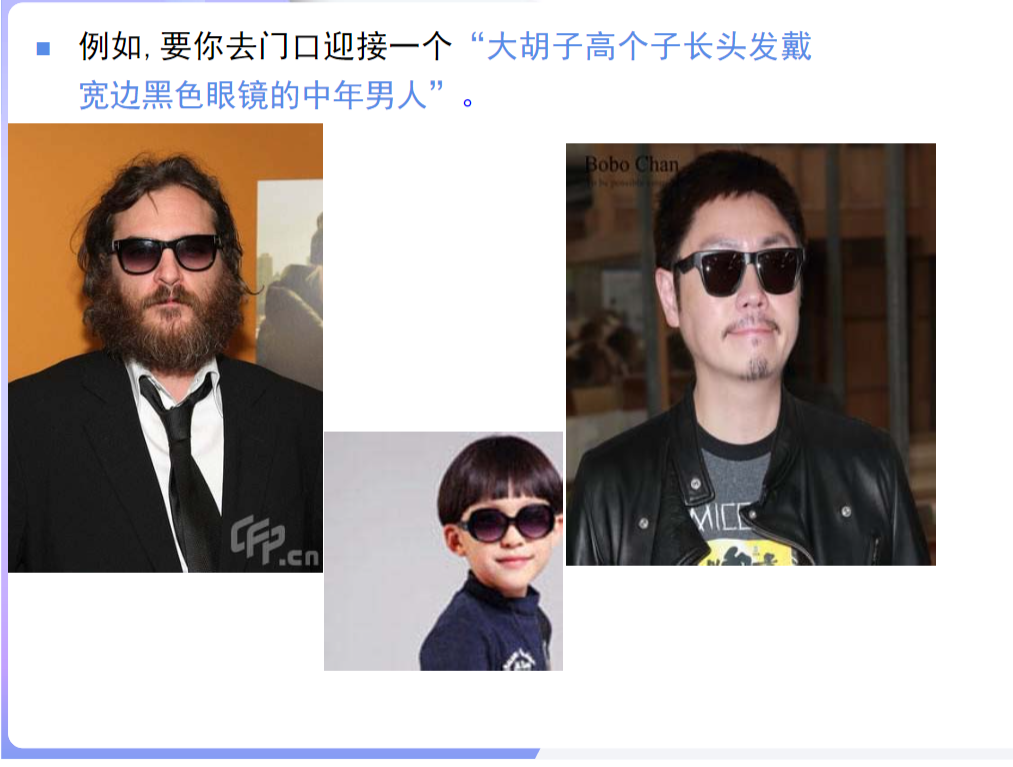 例如, 要你去门口迎接一个 “大胡子高个子长头发戴
宽边黑色眼镜的中年男人” 。
Bobo Chan
CFP.cn
MICE